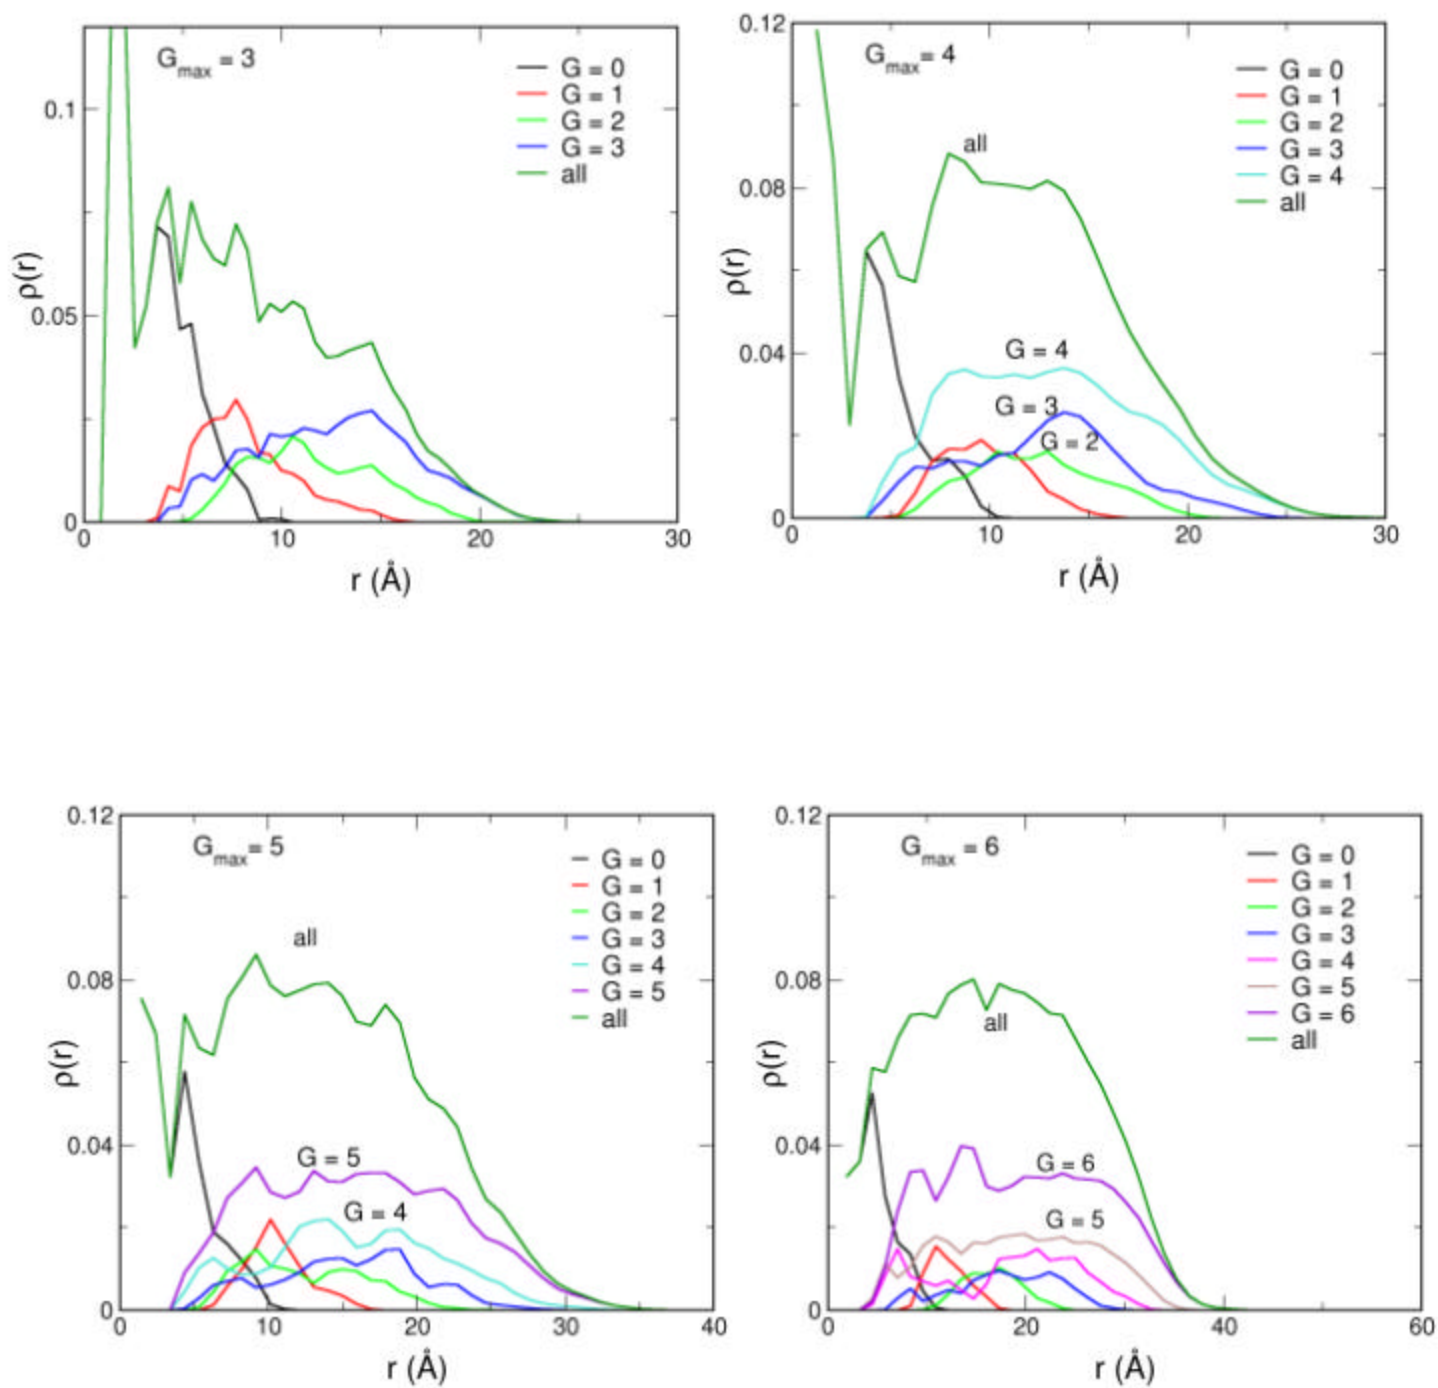 G_max = 3
G = 0
G = 1
G = 2
G = 3
all
0.1
0.05
0
ρ(r)
0 10 20 30
r (Å)
G_max = 4
G = 0
G = 1
G = 2
G = 3
G = 4
all
all
G = 4
G = 3
G = 2
0.12
0.08
0.04
0
ρ(r)
0 10 20 30
r (Å)
G_max = 5
G = 0
G = 1
G = 2
G = 3
G = 4
G = 5
all
all
G = 5
G = 4
0.12
0.08
0.04
0
ρ(r)
0 10 20 30 40
r (Å)
G_max = 6
G = 0
G = 1
G = 2
G = 3
G = 4
G = 5
G = 6
all
all
G = 6
G = 5
0.12
0.08
0.04
0
ρ(r)
0 20 40 60
r (Å)